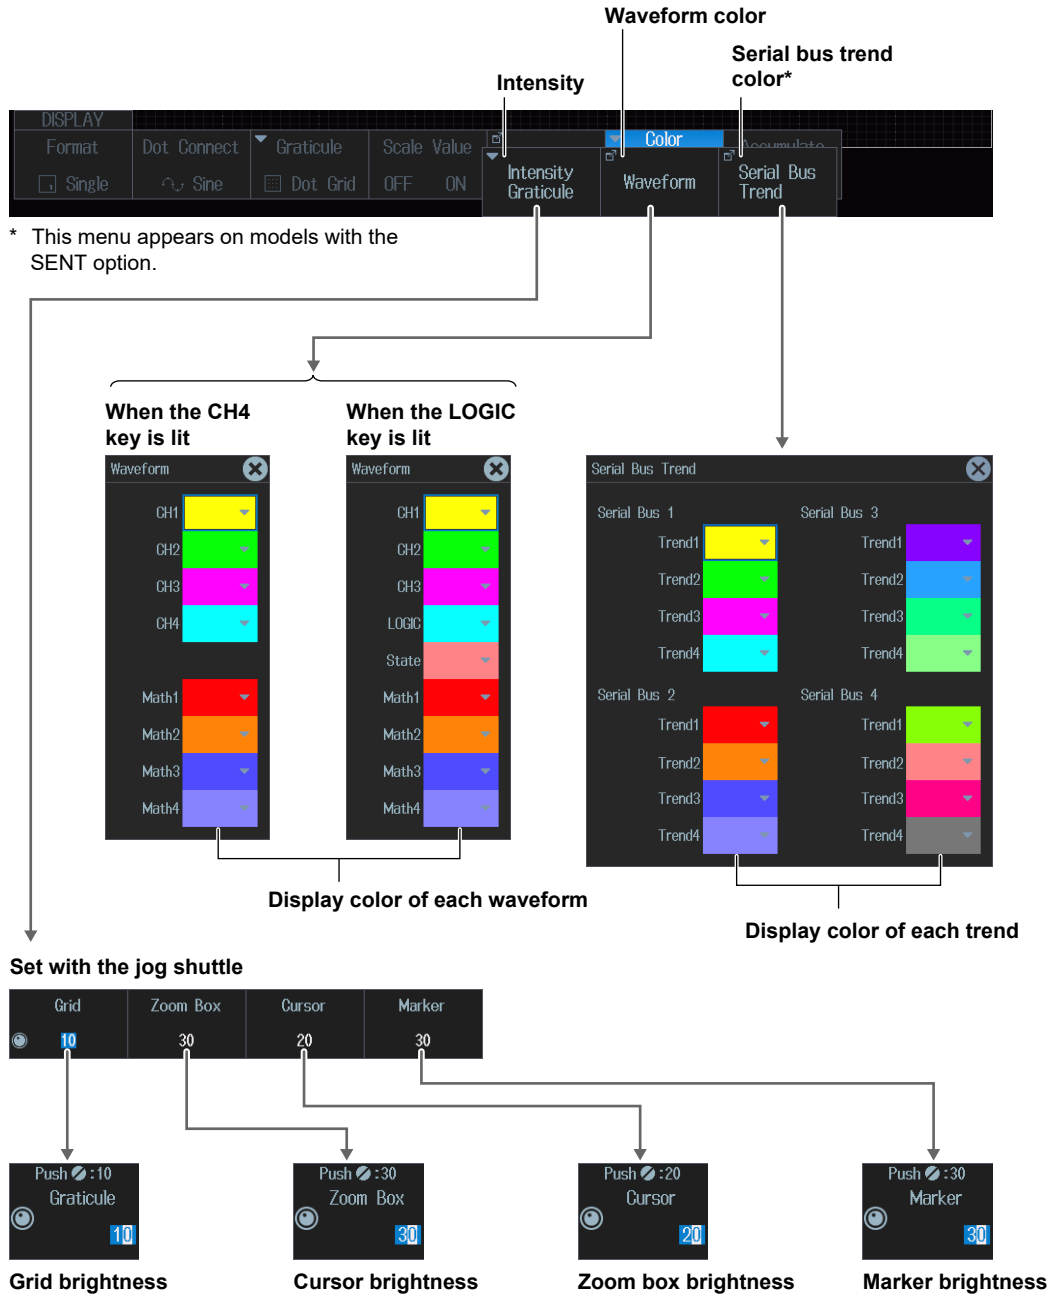 Waveform color
Serial bus trend
color*
Intensity
DISPLAY
Format
Dot Connect
Graticule
Scale Value
Color
Accumulate
Single
Sine
Dot Grid
OFF ON
Intensity
Graticule
Waveform
Serial Bus
Trend
* This menu appears on models with the
SENT option.
When the CH4
key is lit
When the LOGIC
key is lit
Waveform
CH1
CH2
CH3
CH4
Math1
Math2
Math3
Math4
Waveform
CH1
CH2
CH3
LOGIC
State
Math1
Math2
Math3
Math4
Serial Bus Trend
Serial Bus 1
Trend1
Trend2
Trend3
Trend4
Serial Bus 2
Trend1
Trend2
Trend3
Trend4
Serial Bus 3
Trend1
Trend2
Trend3
Trend4
Serial Bus 4
Trend1
Trend2
Trend3
Trend4
Display color of each waveform
Display color of each trend
Set with the jog shuttle
Grid
Zoom Box
Cursor
Marker
10
30
20
30
Push :10
Graticule
10
Push :30
Zoom Box
30
Push :20
Cursor
20
Push :30
Marker
30
Grid brightness
Cursor brightness
Zoom box brightness
Marker brightness